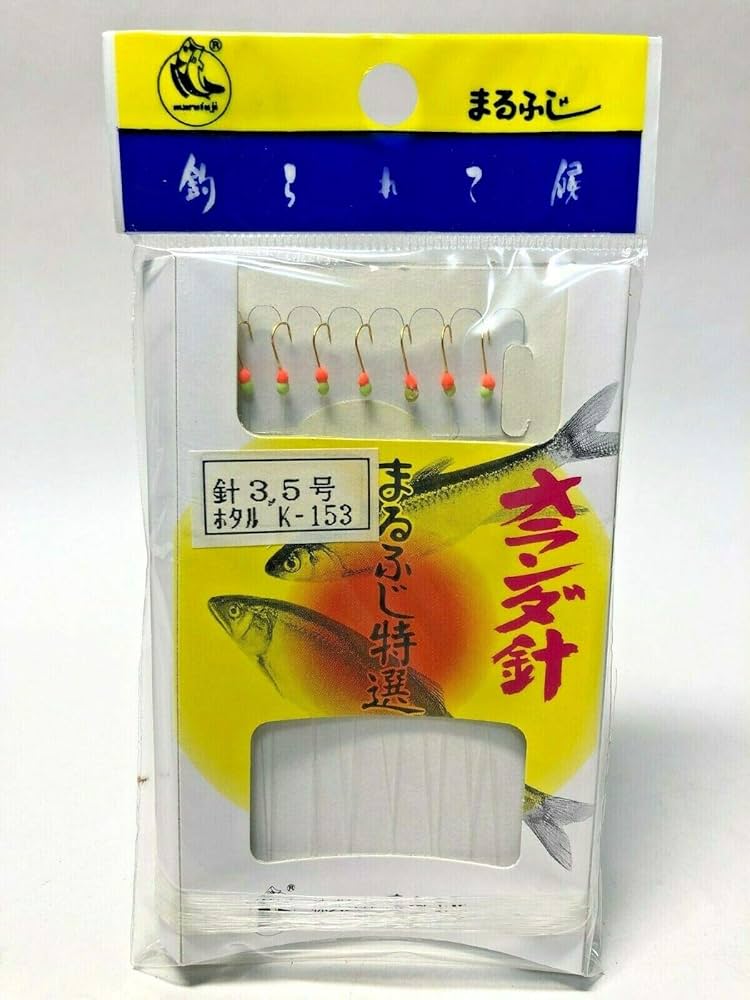 ®
marufuji
まるふじ
釣られて候
針3,5号
ホタル K-153
まるふじ特選
オランダ針
®